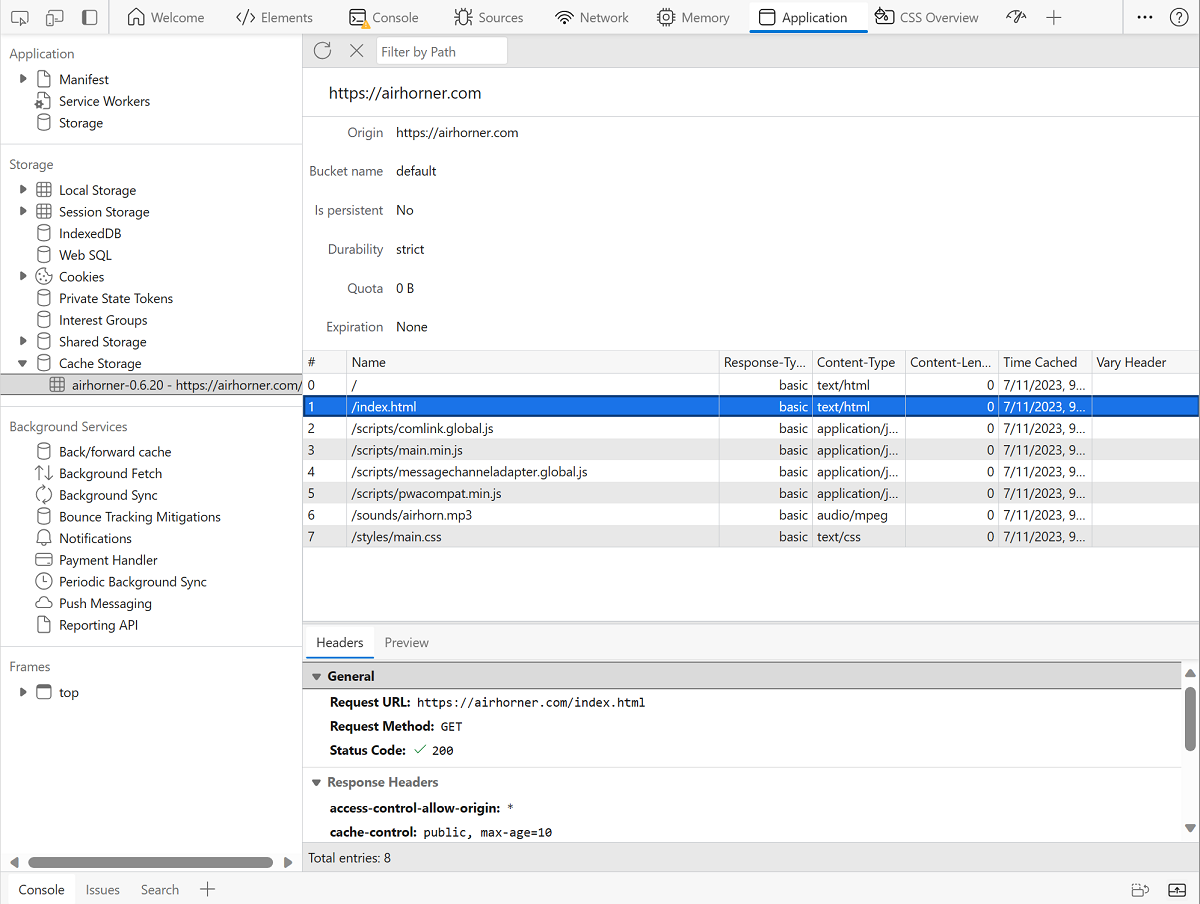 Welcome Elements Console Sources Network Memory Application CSS Overview
Application
Manifest
Service Workers
Storage
Storage
Local Storage
Session Storage
IndexedDB
Web SQL
Cookies
Private State Tokens
Interest Groups
Shared Storage
Cache Storage
airhorner-0.6.20 - https://airhorner.com/
Background Services
Back/forward cache
Background Fetch
Background Sync
Bounce Tracking Mitigations
Notifications
Payment Handler
Periodic Background Sync
Push Messaging
Reporting API
Frames
top
Filter by Path
https://airhorner.com
Origin https://airhorner.com
Bucket name default
Is persistent No
Durability strict
Quota 0 B
Expiration None
# Name Response-Ty... Content-Type Content-Len... Time Cached Vary Header
0 / basic text/html 0 7/11/2023, 9...
1 /index.html basic text/html 0 7/11/2023, 9...
2 /scripts/comlink.global.js basic application/j... 0 7/11/2023, 9...
3 /scripts/main.min.js basic application/j... 0 7/11/2023, 9...
4 /scripts/messagechanneladapter.global.js basic application/j... 0 7/11/2023, 9...
5 /scripts/pwacompat.min.js basic application/j... 0 7/11/2023, 9...
6 /sounds/airhorn.mp3 basic audio/mpeg 0 7/11/2023, 9...
7 /styles/main.css basic text/css 0 7/11/2023, 9...
Headers Preview
General
Request URL: https://airhorner.com/index.html
Request Method: GET
Status Code: ✓ 200
Response Headers
access-control-allow-origin: *
cache-control: public, max-age=10
Total entries: 8
Console Issues Search